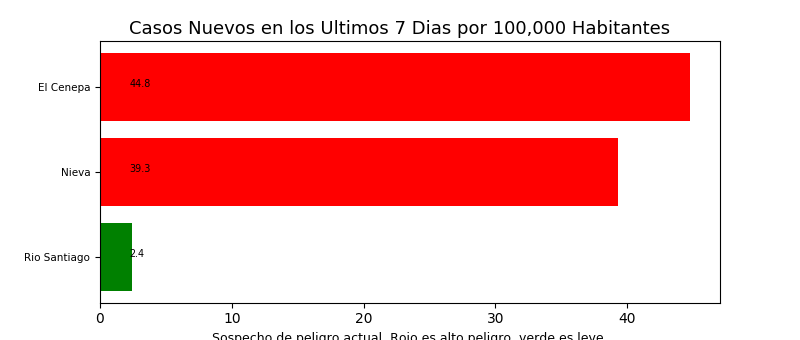 Casos Nuevos en los Ultimos 7 Dias por 100,000 Habitantes
El Cenepa
44.8
Nieva
39.3
Rio Santiago
2.4
0 10 20 30 40
Sospecho de peligro actual. Rojo es alto peligro, verde es leve